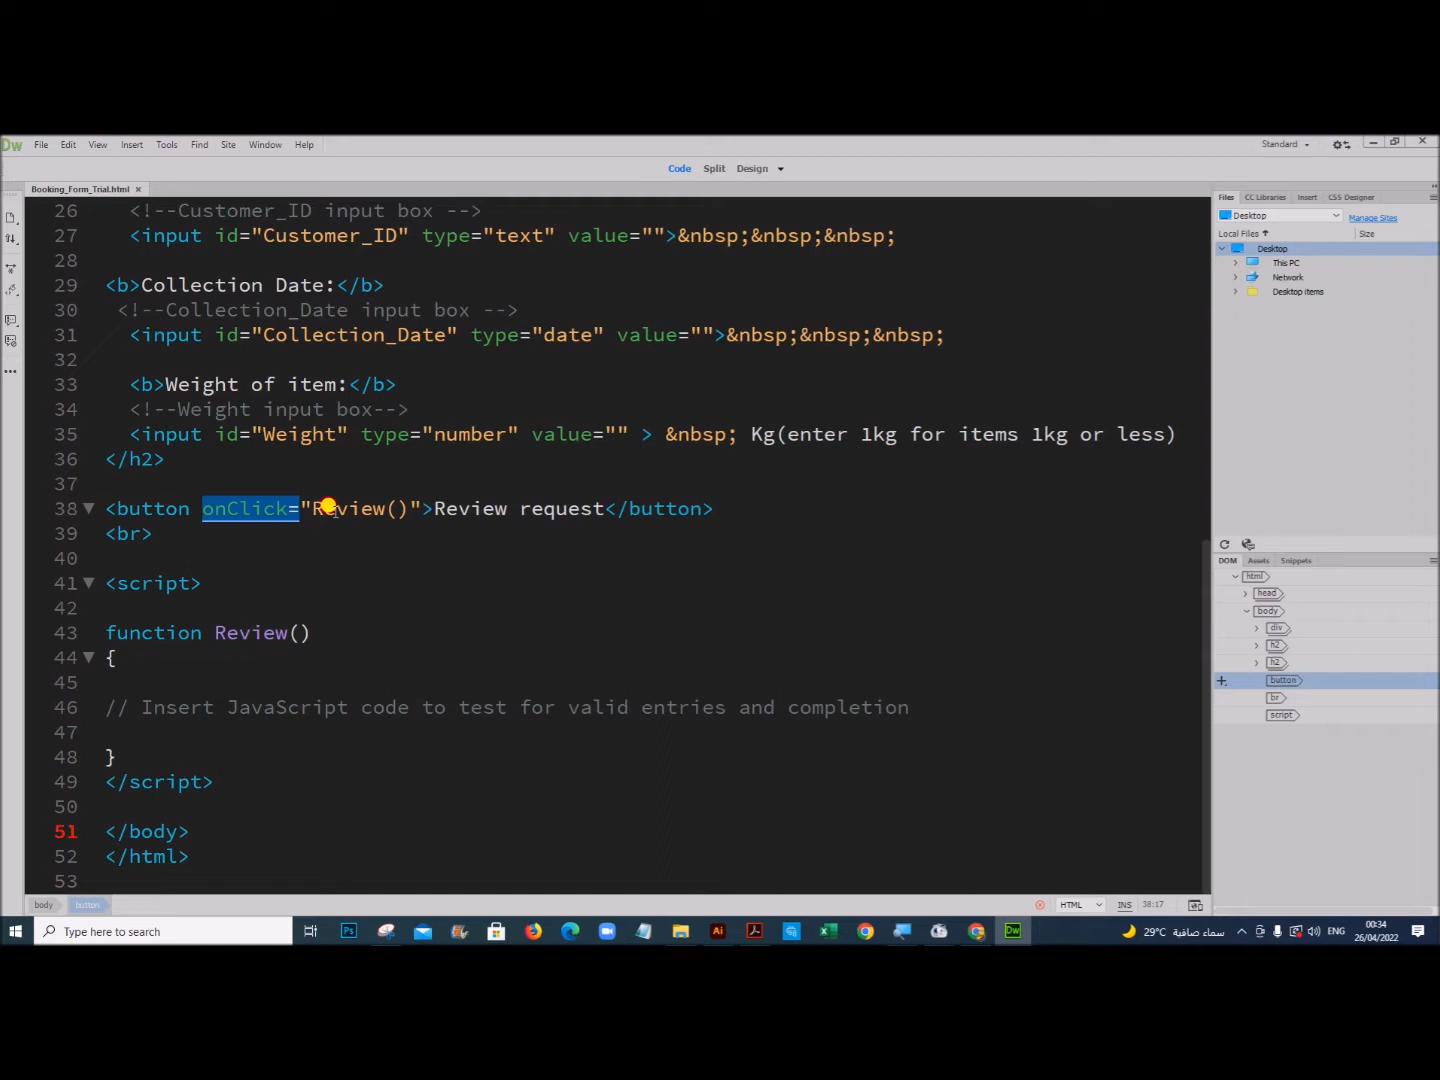 Dw File Edit View Insert Tools Find Site Window Help Standard
Code Split Design
Booking_Form_Trial.html
26 <!--Customer_ID input box -->
27 <input id="Customer_ID" type="text" value="">&nbsp;&nbsp;&nbsp;
28
29 <b>Collection Date:</b>
30 <!--Collection_Date input box -->
31 <input id="Collection_Date" type="date" value="">&nbsp;&nbsp;&nbsp;
32
33 <b>Weight of item:</b>
34 <!--Weight input box-->
35 <input id="Weight" type="number" value="" > &nbsp; Kg(enter 1kg for items 1kg or less)
36 </h2>
37
38 <button onClick="Review()">Review request</button>
39 <br>
40
41 <script>
42
43 function Review()
44 {
45
46 // Insert JavaScript code to test for valid entries and completion
47
48 }
49 </script>
50
51 </body>
52 </html>
53
body button
HTML INS 38:17
Files CC Libraries Insert CSS Designer
Desktop Manage Sites
Local Files Size
Desktop
This PC
Network
Desktop items
DOM Assets Snippets
html
head
body
div
h2
h2
button
br
script
Type here to search
Ps
Ai
Dw
29°C سماء صافية
ENG
00:34
26/04/2022